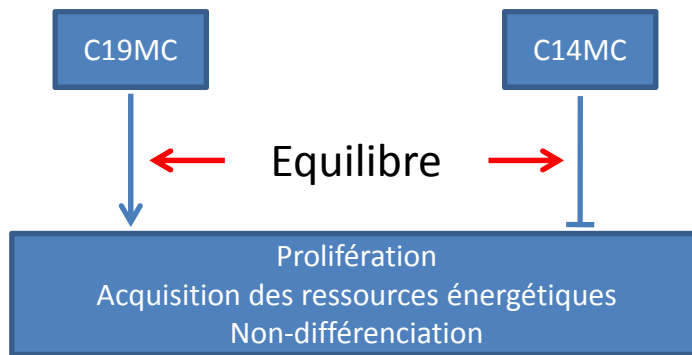 C19MC
C14MC
Equilibre
Prolifération
Acquisition des ressources énergétiques
Non-différenciation